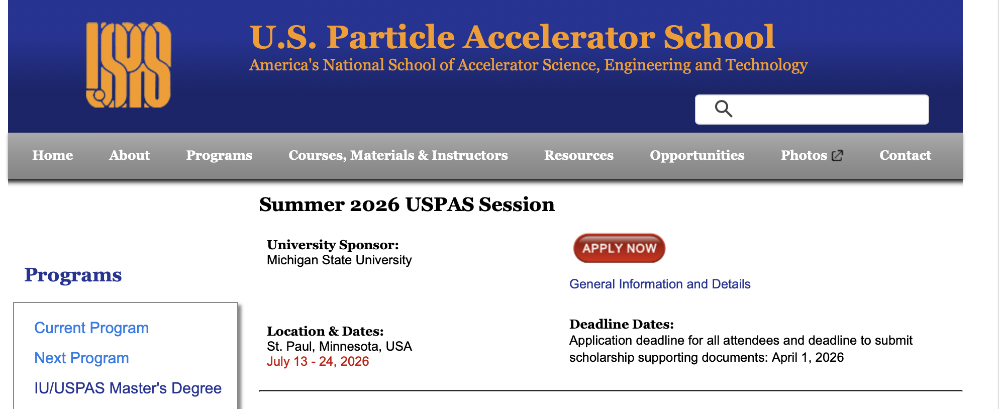 USPAS
U.S. Particle Accelerator School
America's National School of Accelerator Science, Engineering and Technology
Home About Programs Courses, Materials & Instructors Resources Opportunities Photos Contact
Summer 2026 USPAS Session
University Sponsor:
Michigan State University
APPLY NOW
General Information and Details
Location & Dates:
St. Paul, Minnesota, USA
July 13 - 24, 2026
Deadline Dates:
Application deadline for all attendees and deadline to submit
scholarship supporting documents: April 1, 2026
Programs
Current Program
Next Program
IU/USPAS Master's Degree